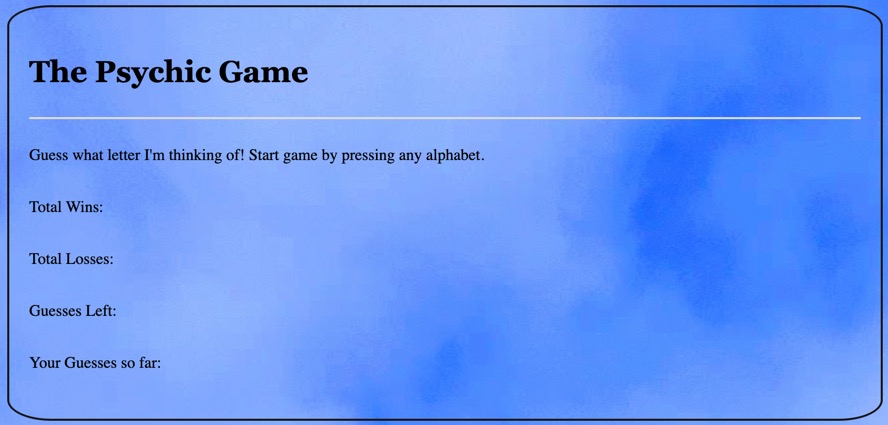 The Psychic Game
Guess what letter I'm thinking of! Start game by pressing any alphabet.
Total Wins:
Total Losses:
Guesses Left:
Your Guesses so far: